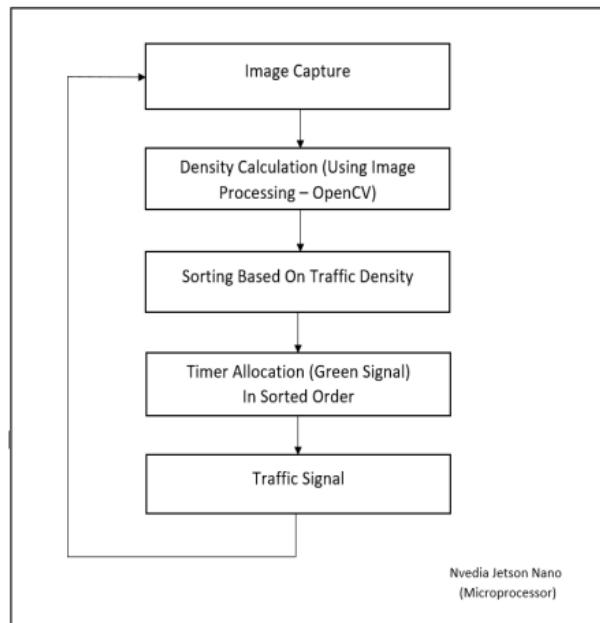 Image Capture
Density Calculation (Using Image
Processing – OpenCV)
Sorting Based On Traffic Density
Timer Allocation (Green Signal)
In Sorted Order
Traffic Signal
Nvedia Jetson Nano
(Microprocessor)